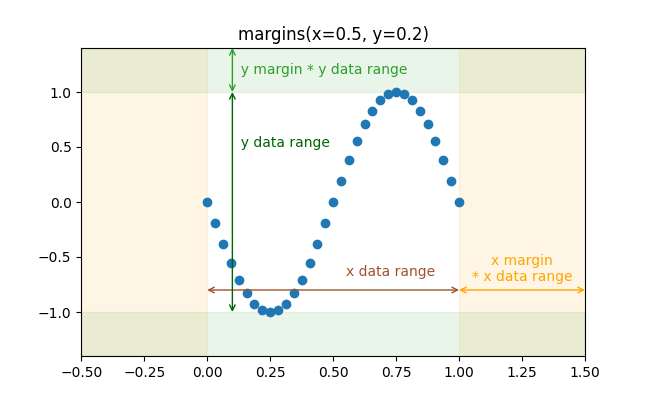 margins(x=0.5, y=0.2)
y margin * y data range
1.0
y data range
0.5
0.0
x margin
* x data range
x data range
−0.5
−1.0
−0.50 −0.25 0.00 0.25 0.50 0.75 1.00 1.25 1.50